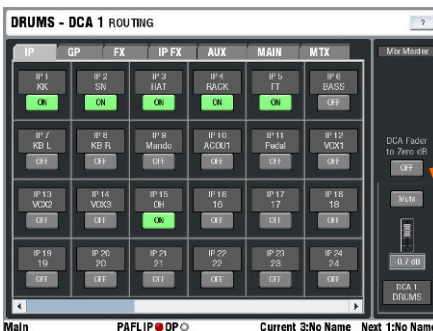 DRUMS - DCA 1 ROUTING ?
IP GP FX IP FX AUX MAIN MTX Mix Master
IP 1 IP 2 IP 3 IP 4 IP 5 IP 6
KK SN HAT RACK FT BASS
ON ON ON ON ON OFF
IP 7 IP 8 IP 9 IP 10 IP 11 IP 12
KB L KB R Mando ACOU1 Pedal VOX1
OFF OFF OFF OFF OFF OFF
DCA Fader
to Zero dB
OFF
IP 13 IP 14 IP 15 IP 16 IP 17 IP 18
VOX2 VOX3 OH 16 17 18
OFF OFF ON OFF OFF OFF
Mute
IP 19 IP 20 IP 21 IP 22 IP 23 IP 24
19 20 21 22 23 24
OFF OFF OFF OFF OFF OFF
0.7 dB
DCA 1
DRUMS
Main PAFLIP OP Current 3:No Name Next 1:No Name